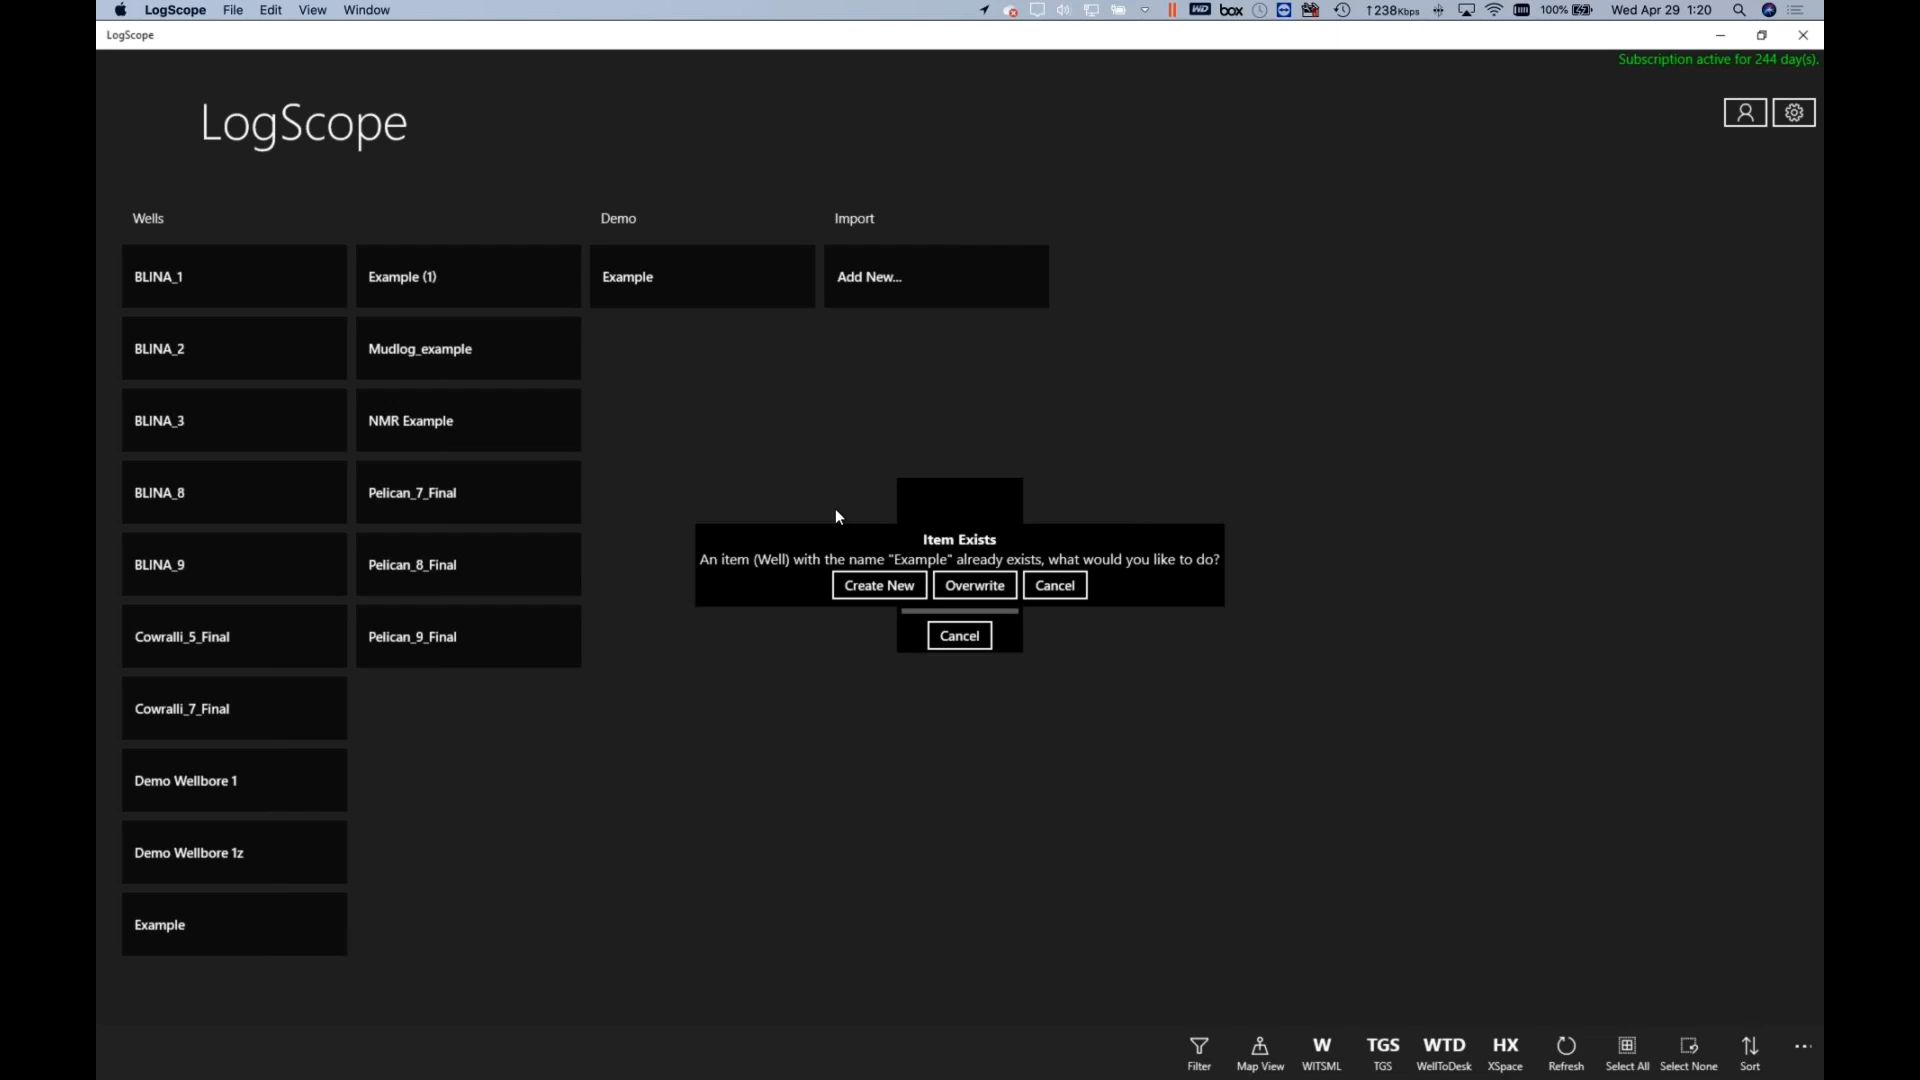 LogScope File Edit View Window WD box 238Kbps 100% Wed Apr 29 1:20
LogScope
Subscription active for 244 day(s).
LogScope
Wells Demo Import
BLINA_1 Example (1) Example Add New...
BLINA_2 Mudlog_example
BLINA_3 NMR Example
BLINA_8 Pelican_7_Final
BLINA_9 Pelican_8_Final
Cowralli_5_Final Pelican_9_Final
Cowralli_7_Final
Demo Wellbore 1
Demo Wellbore 1z
Example
Item Exists
An item (Well) with the name "Example" already exists, what would you like to do?
Create New Overwrite Cancel
Cancel
W TGS WTD HX
Filter Map View WITSML TGS WellToDesk XSpace Refresh Select All Select None Sort